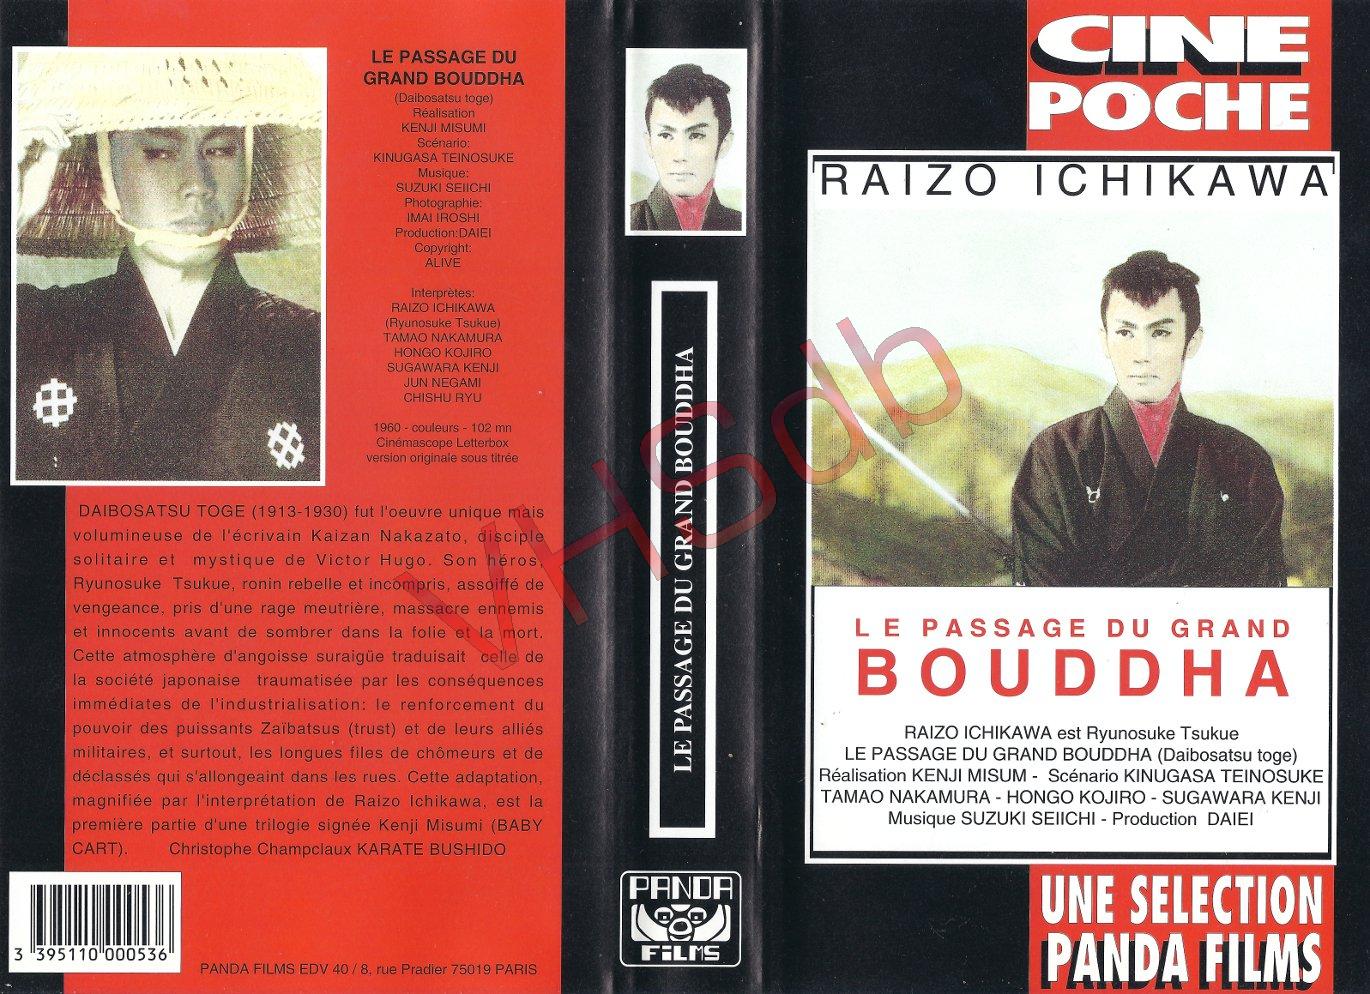 LE PASSAGE DU
GRAND BOUDDHA
(Daibosatsu toge)
Réalisation
KENJI MISUMI
Scénario:
KINUGASA TEINOSUKE
Musique:
SUZUKI SEIICHI
Photographie:
IMAI IROSHI
Production:DAIEI
Copyright:
ALIVE
Interprètes:
RAIZO ICHIKAWA
(Ryunosuke Tsukue)
TAMAO NAKAMURA
HONGO KOJIRO
SUGAWARA KENJI
JUN NEGAMI
CHISHU RYU
1960 - couleurs - 102 mn
Cinémascope Letterbox
version originale sous titrée
DAIBOSATSU TOGE (1913-1930) fut l'oeuvre unique mais
volumineuse de l'écrivain Kaizan Nakazato, disciple
solitaire et mystique de Victor Hugo. Son héros,
Ryunosuke Tsukue, ronin rebelle et incompris, assoiffé de
vengeance, pris d'une rage meutrière, massacre ennemis
et innocents avant de sombrer dans la folie et la mort.
Cette atmosphère d'angoisse suraigüe traduisait celle de
la société japonaise traumatisée par les conséquences
immédiates de l'industrialisation: le renforcement du
pouvoir des puissants Zaïbatsus (trust) et de leurs alliés
militaires, et surtout, les longues files de chômeurs et de
déclassés qui s'allongeaint dans les rues. Cette adaptation,
magnifiée par l'interprétation de Raizo Ichikawa, est la
première partie d'une trilogie signée Kenji Misumi (BABY
CART). Christophe Champclaux KARATE BUSHIDO
3 395110 000536
PANDA FILMS EDV 40 / 8, rue Pradier 75019 PARIS
LE PASSAGE DU GRAND BOUDDHA
PANDA
FILMS
CINE
POCHE
RAIZO ICHIKAWA
LE PASSAGE DU GRAND
BOUDDHA
RAIZO ICHIKAWA est Ryunosuke Tsukue
LE PASSAGE DU GRAND BOUDDHA (Daibosatsu toge)
Réalisation KENJI MISUM - Scénario KINUGASA TEINOSUKE
TAMAO NAKAMURA - HONGO KOJIRO - SUGAWARA KENJI
Musique SUZUKI SEIICHI - Production DAIEI
UNE SELECTION
PANDA FILMS
VHSdb